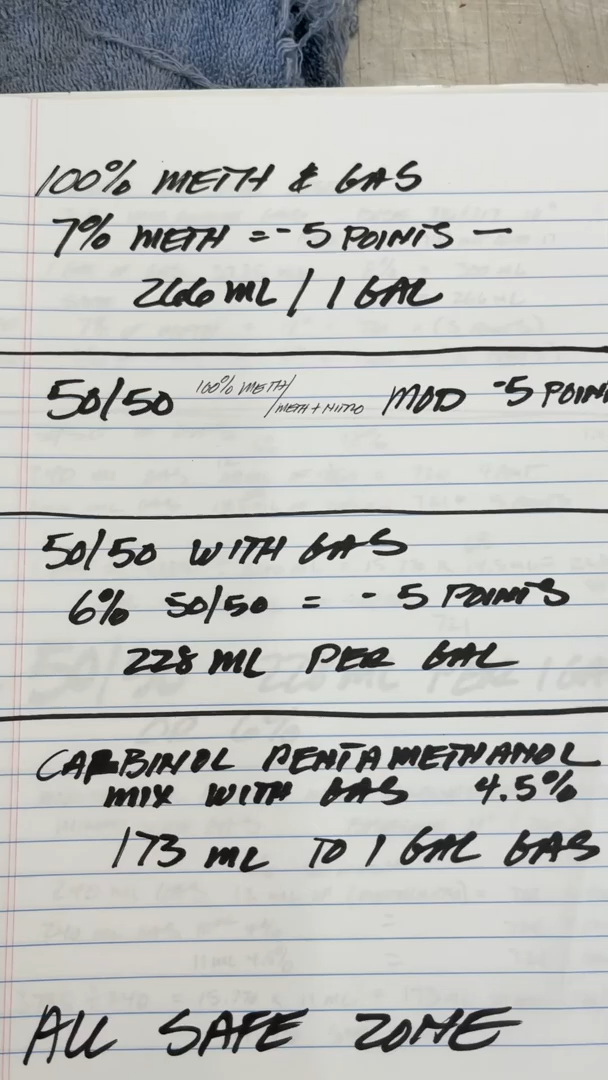 100% METH & GAS
7% METH = -5 POINTS —
266 ML / 1 GAL
50/50 100% METH / METH + NITRO MOD -5 POIN
50/50 WITH GAS
6% 50/50 = - 5 POINTS
228 ML PER GAL
CARBINOL PENTAMETHANOL
MIX WITH GAS 4.5%
173 ML TO 1 GAL GAS
ALL SAFE ZONE